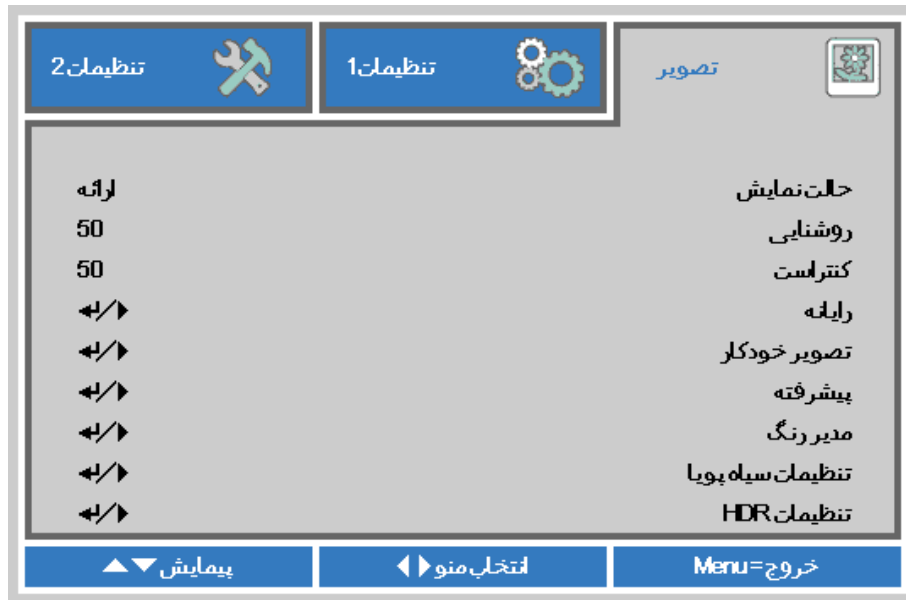 تصویر
تنظیمات1
تنظیمات2
حالت نمایش
ارائه
روشنایی
50
کنتراست
50
رایانه
↵/▶
تصویر خودکار
↵/▶
پیشرفته
↵/▶
مدیر رنگ
↵/▶
تنظیمات سیاه پویا
↵/▶
تنظیمات HDR
↵/▶
خروج=Menu
انتخاب منو ◀▶
پیمایش ▼▲